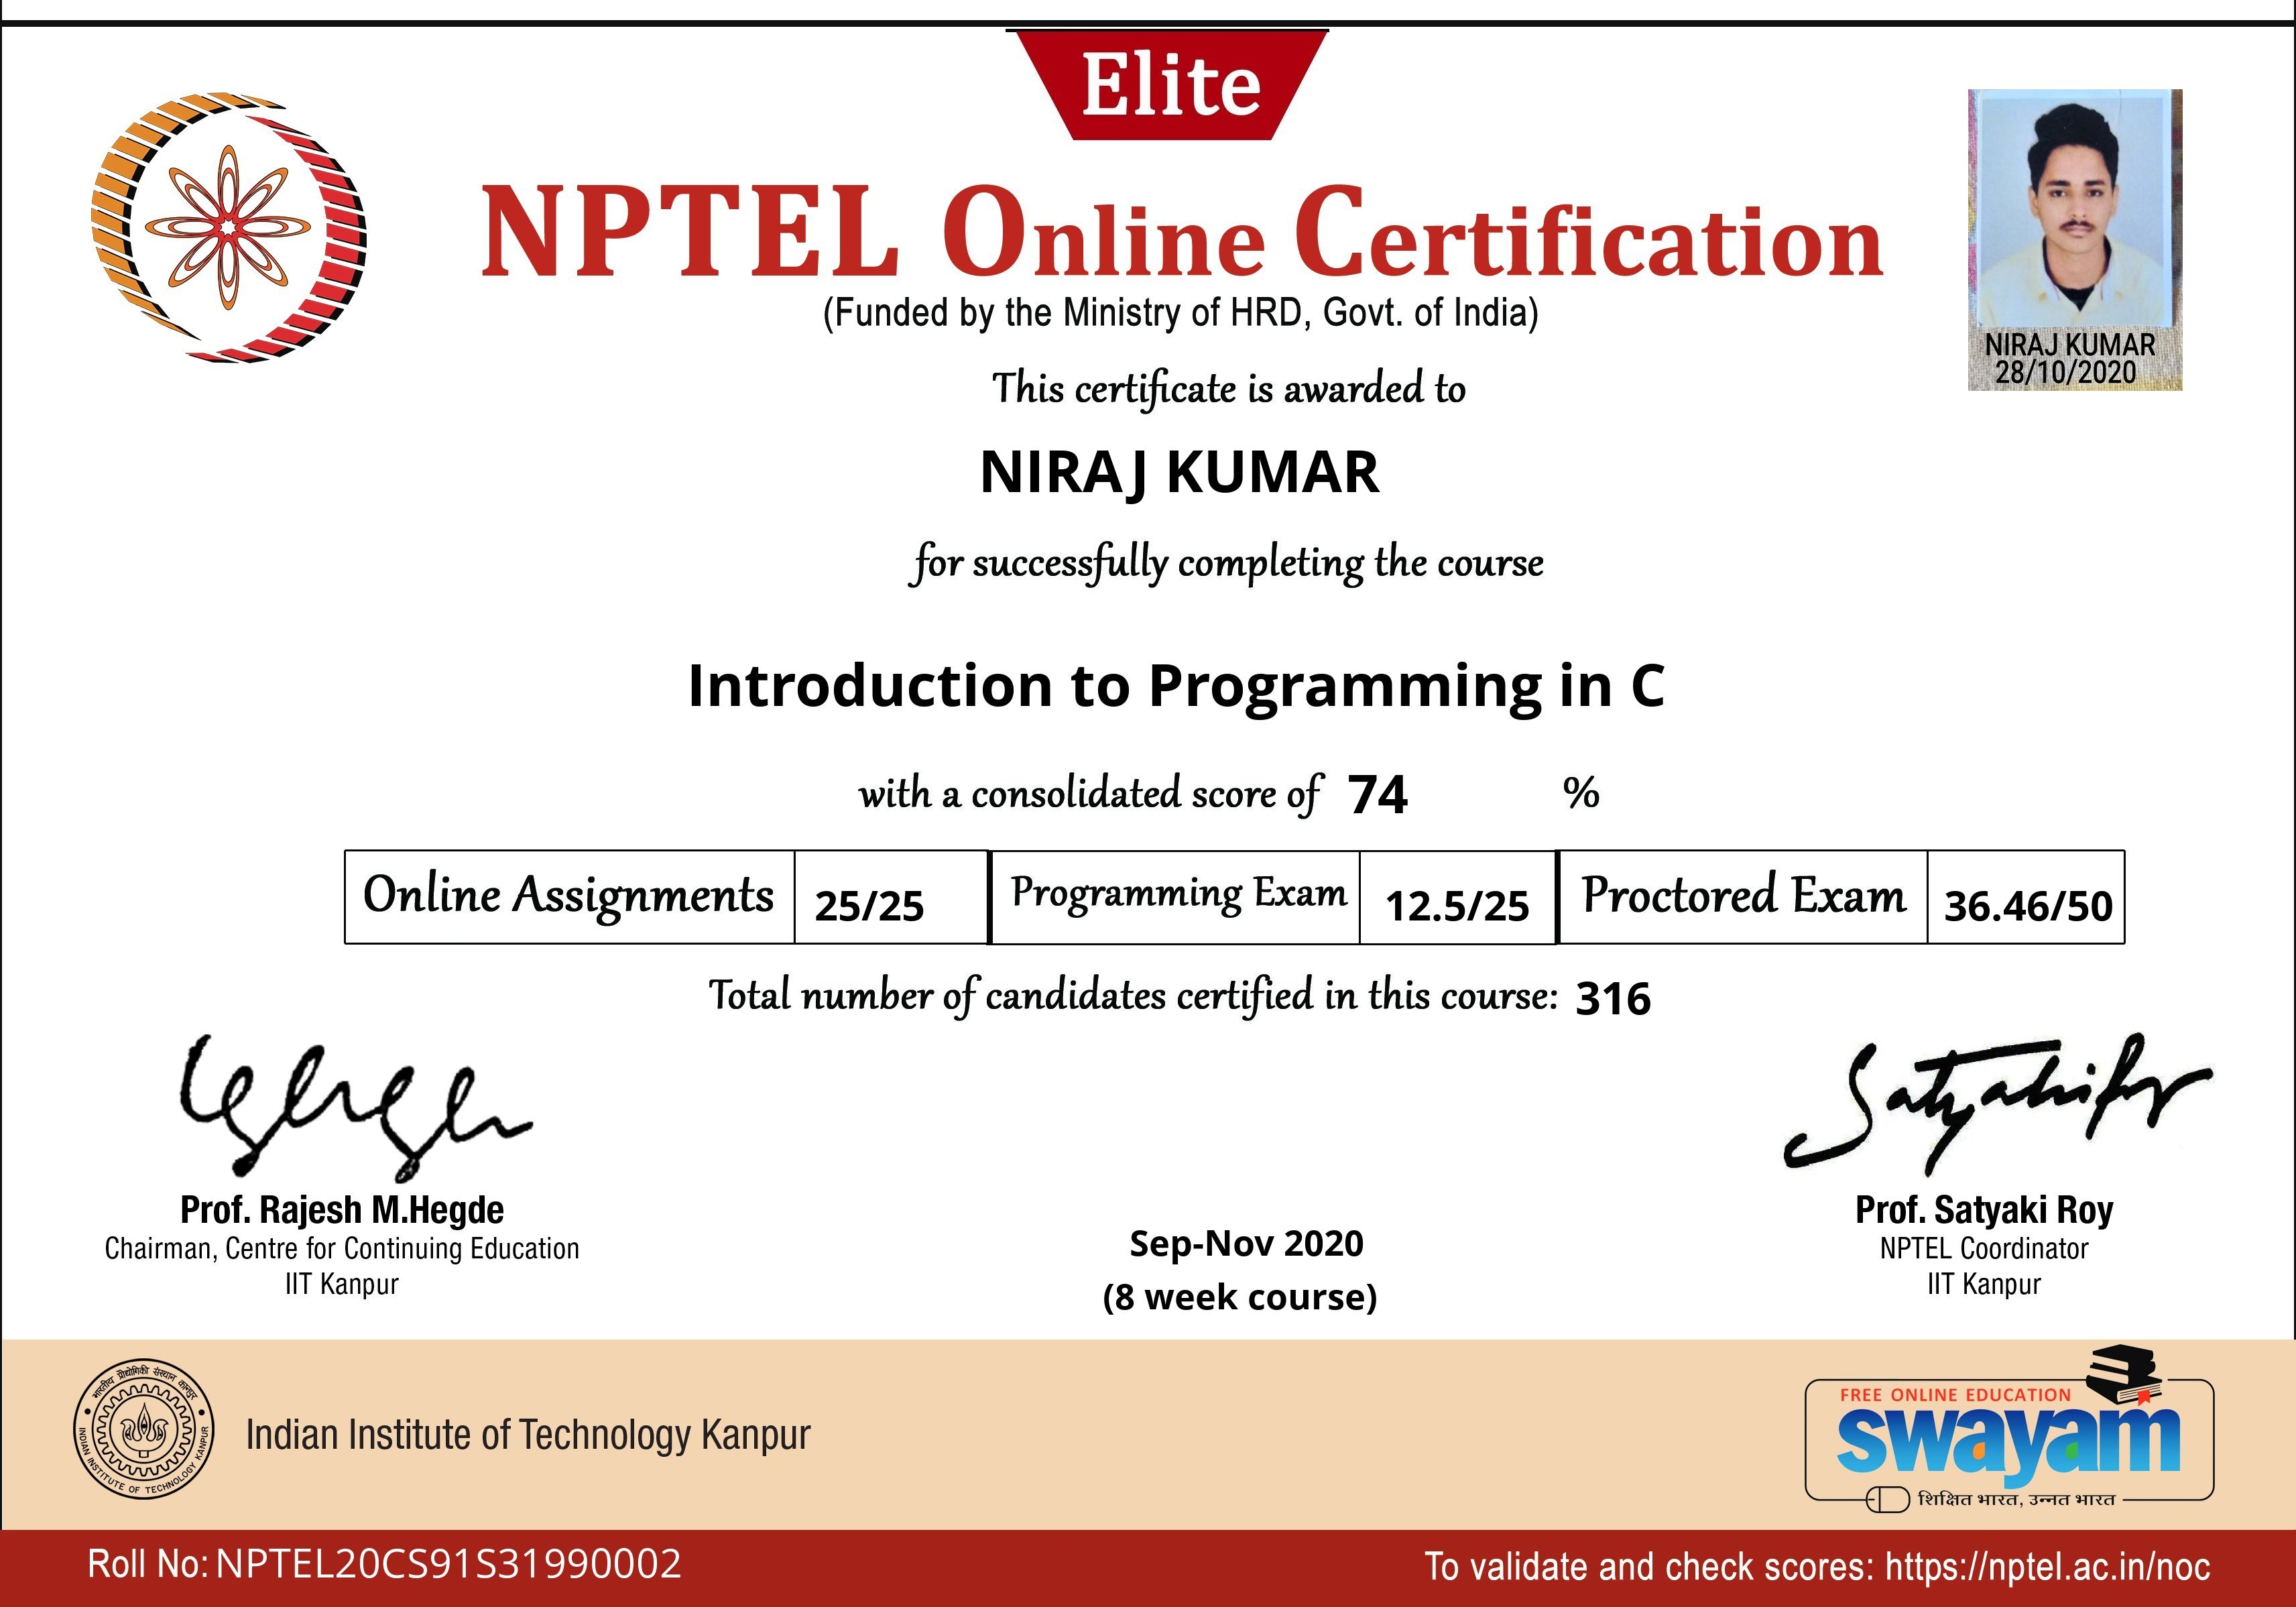 Elite
NPTEL Online Certification
(Funded by the Ministry of HRD, Govt. of India)
NIRAJ KUMAR
28/10/2020
This certificate is awarded to
NIRAJ KUMAR
for successfully completing the course
Introduction to Programming in C
with a consolidated score of 74 %
Online Assignments 25/25 Programming Exam 12.5/25 Proctored Exam 36.46/50
Total number of candidates certified in this course: 316
Prof. Rajesh M.Hegde
Chairman, Centre for Continuing Education
IIT Kanpur
Sep-Nov 2020
(8 week course)
Prof. Satyaki Roy
NPTEL Coordinator
IIT Kanpur
भारतीय प्रौद्योगिकी संस्थान कानपुर
INDIAN INSTITUTE OF TECHNOLOGY KANPUR
Indian Institute of Technology Kanpur
FREE ONLINE EDUCATION
swayam
शिक्षित भारत, उन्नत भारत
Roll No: NPTEL20CS91S31990002
To validate and check scores: https://nptel.ac.in/noc